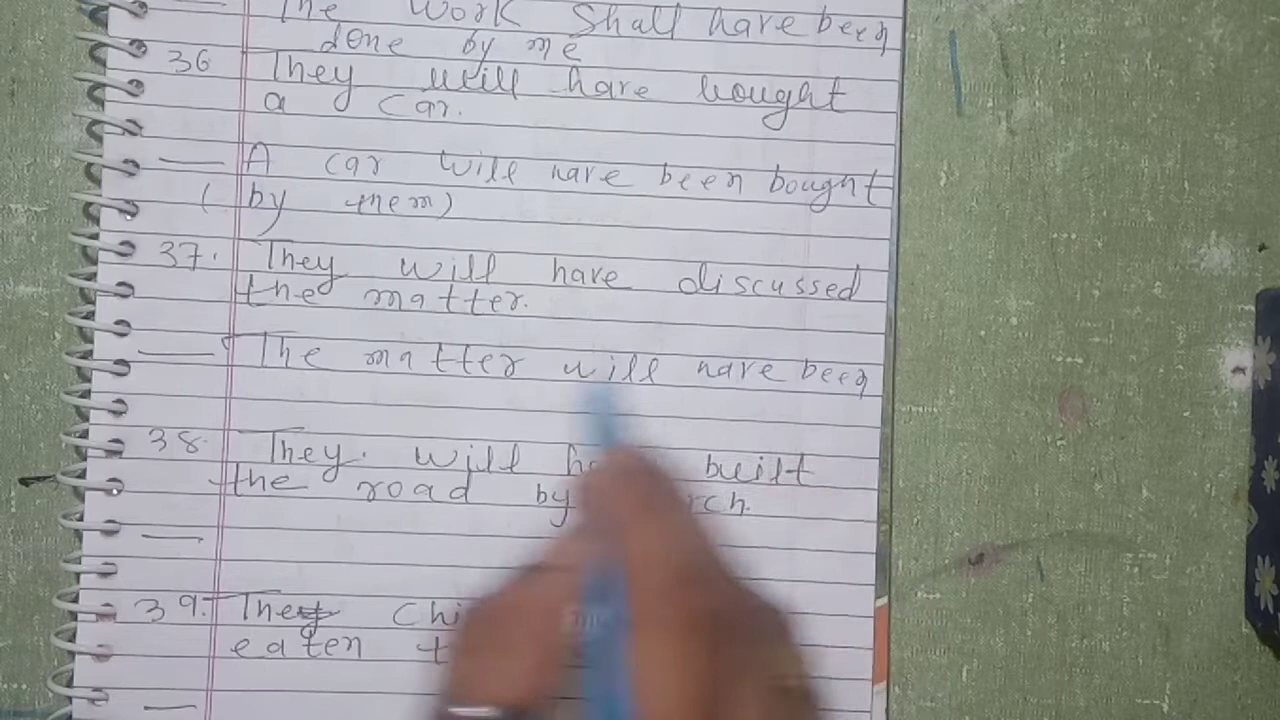 The work shall have been
done by me
36 They will have bought
a car.
— A car will have been bought
(by them)
37. They will have discussed
the matter.
— The matter will have been
38. They will built
the road by
—
39. They
eaten
—